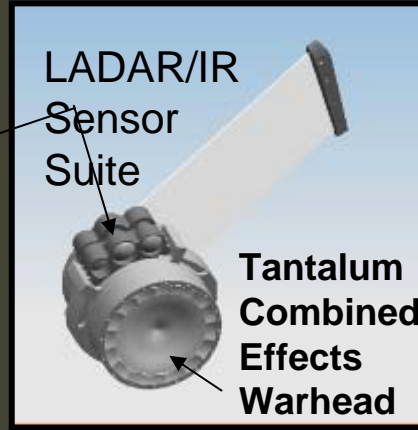 LADAR/IR
Sensor
Suite
Tantalum
Combined
Effects
Warhead